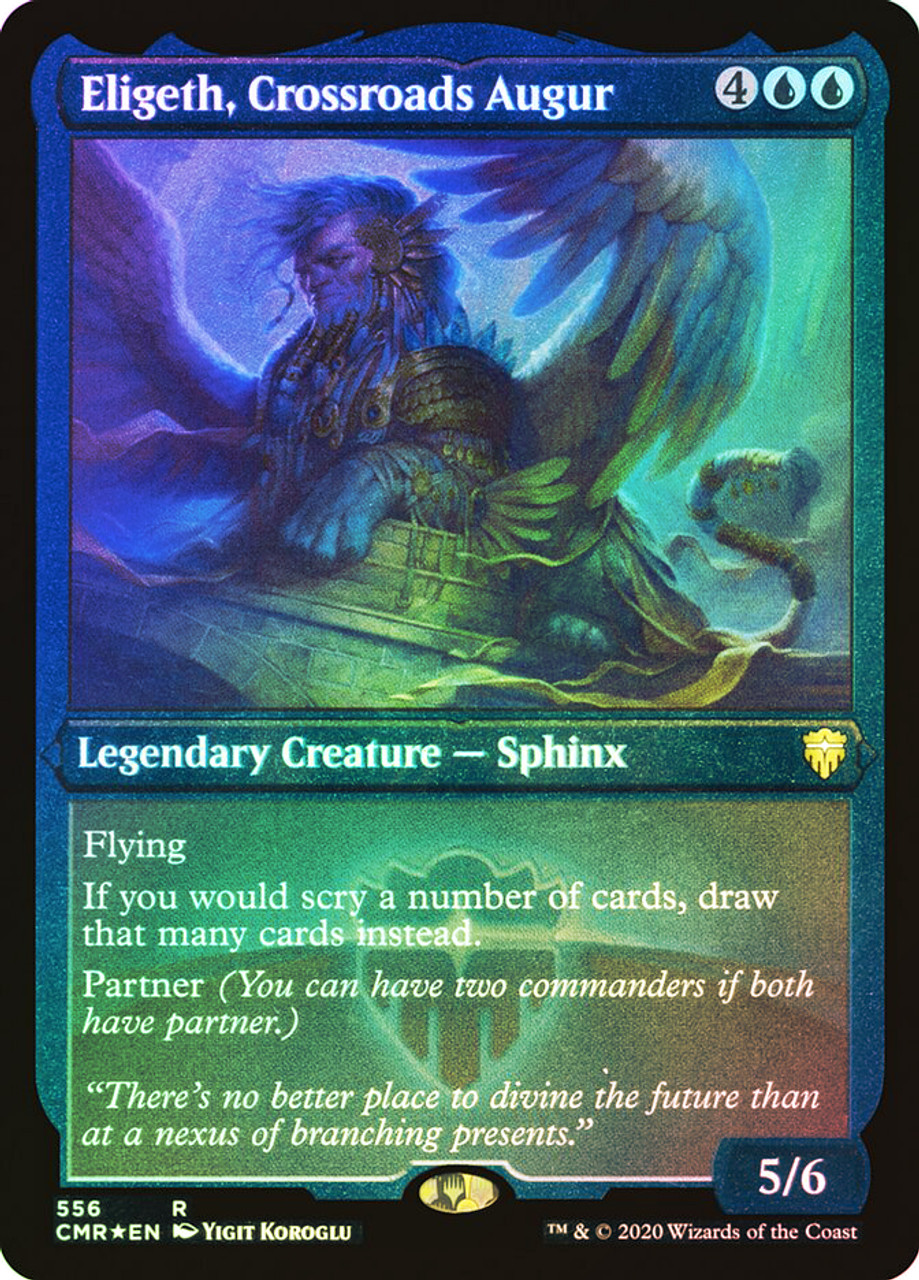 Eligeth, Crossroads Augur 4
Legendary Creature — Sphinx
Flying
If you would scry a number of cards, draw
that many cards instead.
Partner (You can have two commanders if both
have partner.)
“There’s no better place to divine the future than
at a nexus of branching presents.”
5/6
556 R
CMR★EN Yigit Koroglu
™ & © 2020 Wizards of the Coast